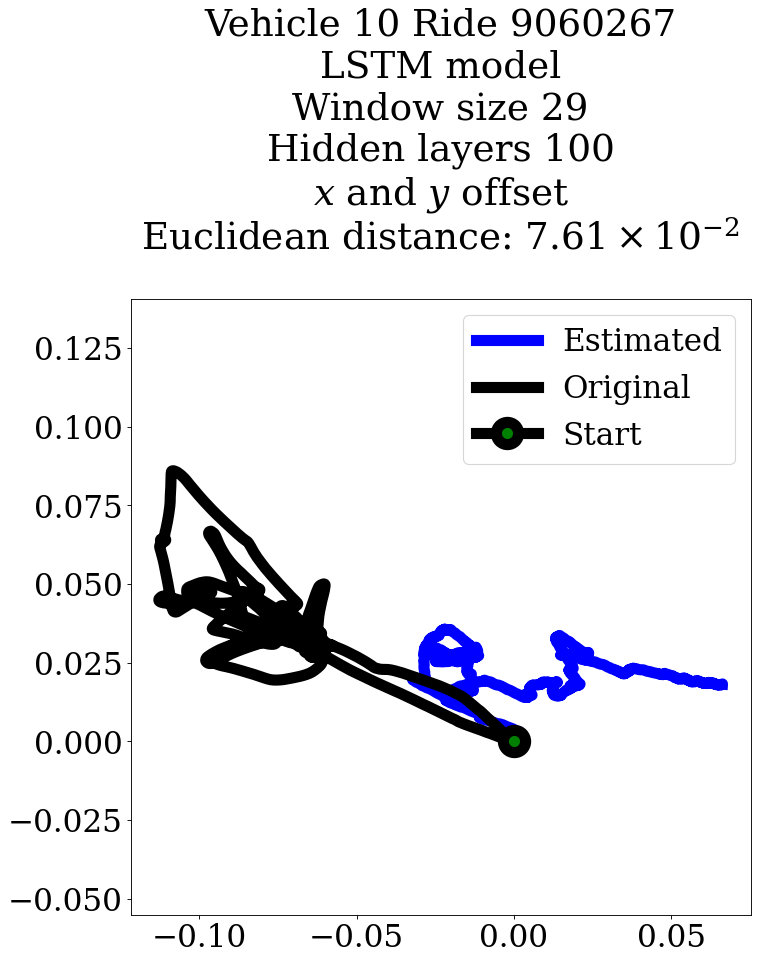 Vehicle 10 Ride 9060267
LSTM model
Window size 29
Hidden layers 100
x and y offset
Euclidean distance: 7.61 × 10⁻²
Estimated
Original
Start
0.125
0.100
0.075
0.050
0.025
0.000
−0.025
−0.050
−0.10 −0.05 0.00 0.05